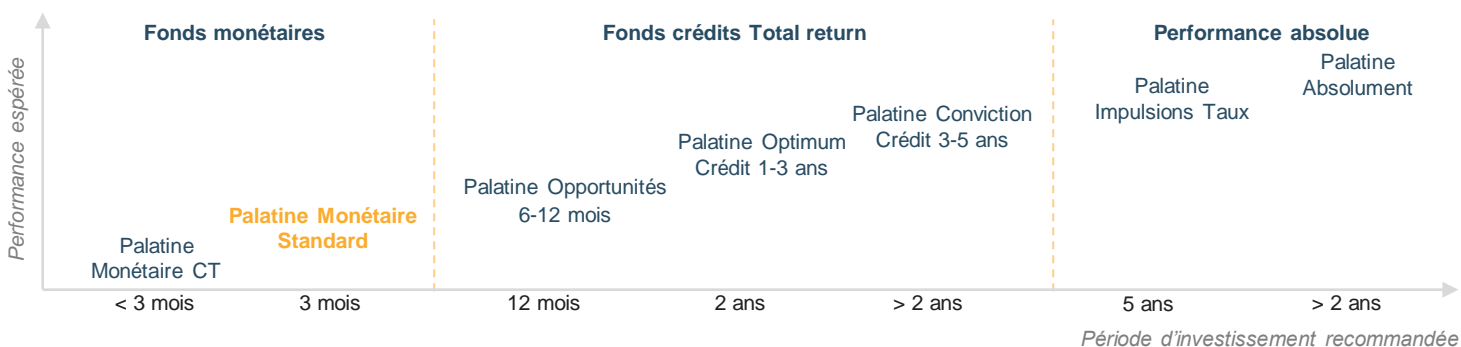 Fonds monétaires
Fonds crédits Total return
Performance absolue
Performance espérée
Palatine
Monétaire CT
Palatine Monétaire
Standard
Palatine Opportunités
6-12 mois
Palatine Optimum
Crédit 1-3 ans
Palatine Conviction
Crédit 3-5 ans
Palatine
Impulsions Taux
Palatine
Absolument
< 3 mois
3 mois
12 mois
2 ans
> 2 ans
5 ans
> 2 ans
Période d'investissement recommandée